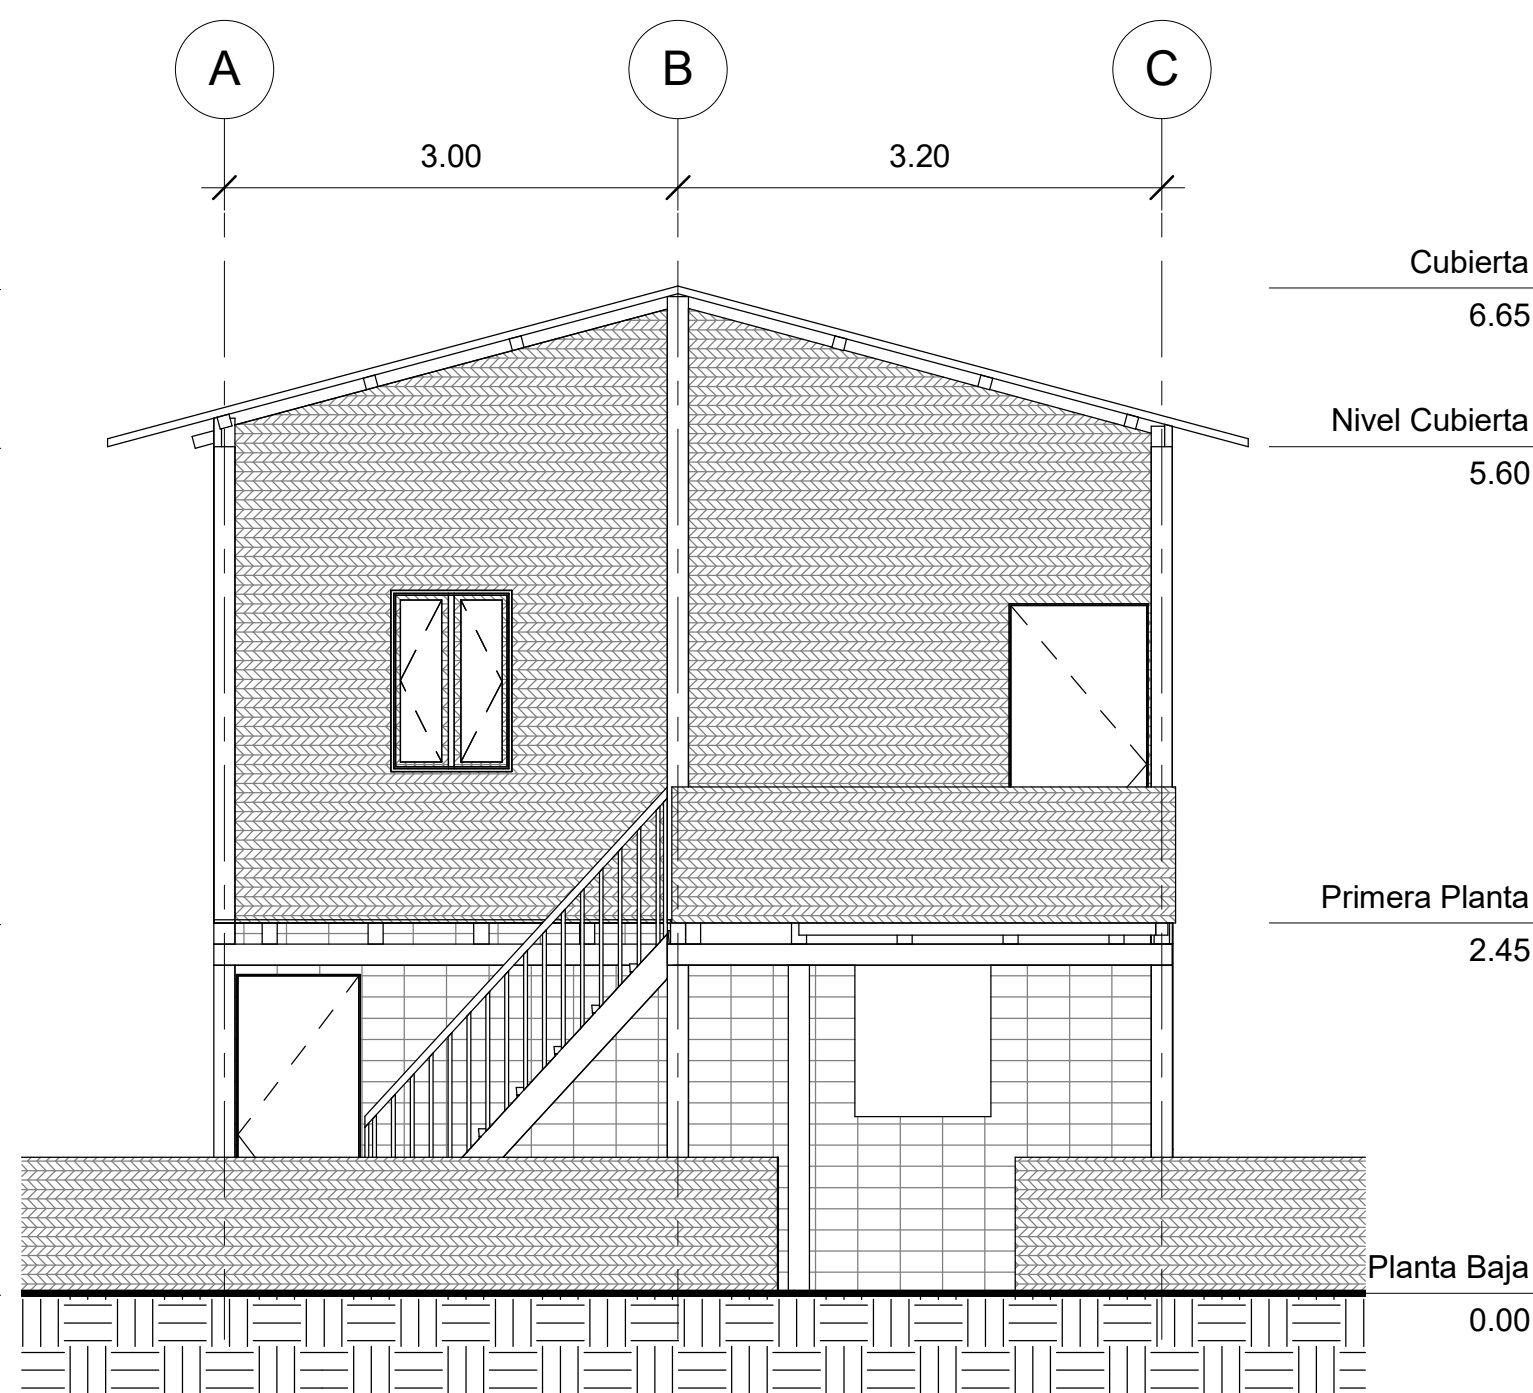 A
B
C
3.00
3.20
Cubierta
6.65
Nivel Cubierta
5.60
Primera Planta
2.45
Planta Baja
0.00